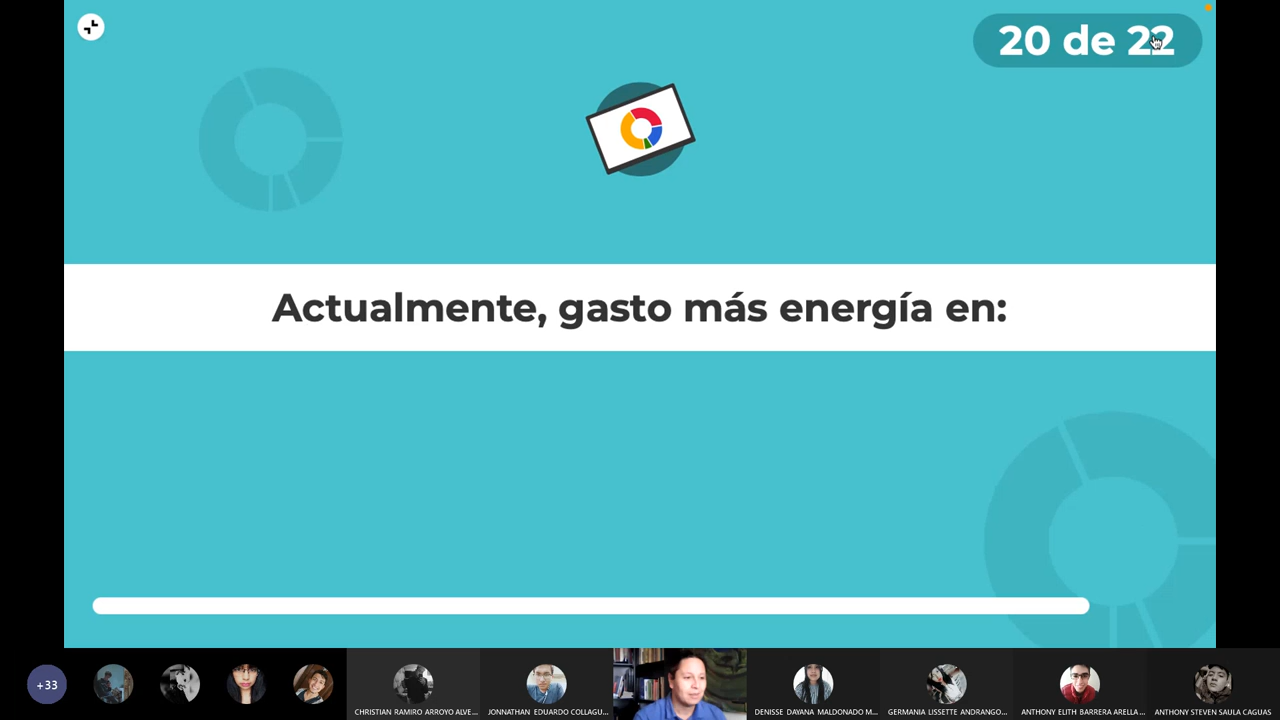 20 de 22
Actualmente, gasto más energía en:
+33
CHRISTIAN RAMIRO ARROYO ALVE...
JONNATHAN EDUARDO COLLAGU...
DENISSE DAYANA MALDONADO M...
GERMANIA LISSETTE ANDRANGO...
ANTHONY ELITH BARRERA ARELLA...
ANTHONY STEVEN SAULA CAGUAS